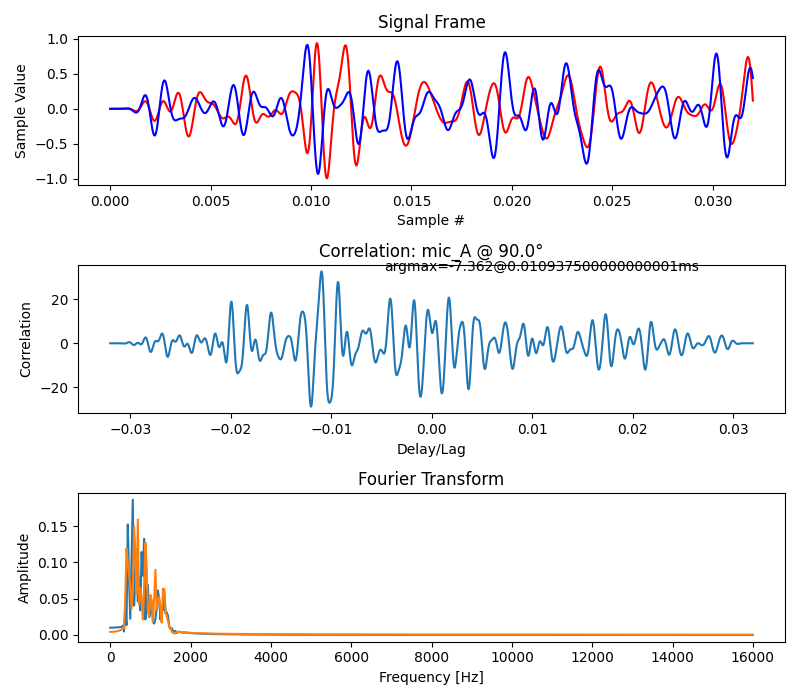 Signal Frame
1.0
0.5
0.0
−0.5
−1.0
Sample Value
0.000 0.005 0.010 0.015 0.020 0.025 0.030
Sample #
Correlation: mic_A @ 90.0°
argmax=-7.362@0.010937500000000001ms
20
0
−20
Correlation
−0.03 −0.02 −0.01 0.00 0.01 0.02 0.03
Delay/Lag
Fourier Transform
0.15
0.10
0.05
0.00
Amplitude
0 2000 4000 6000 8000 10000 12000 14000 16000
Frequency [Hz]